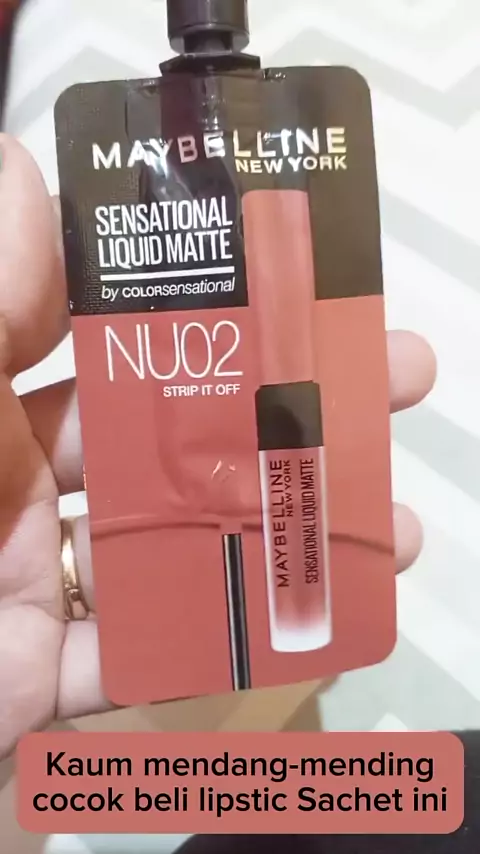 MAYBELLINE
NEW YORK
SENSATIONAL
LIQUID MATTE
by COLORsensational
NU02
STRIP IT OFF
MAYBELLINE
NEW YORK
SENSATIONAL LIQUID MATTE
Kaum mendang-mending
cocok beli lipstic Sachet ini